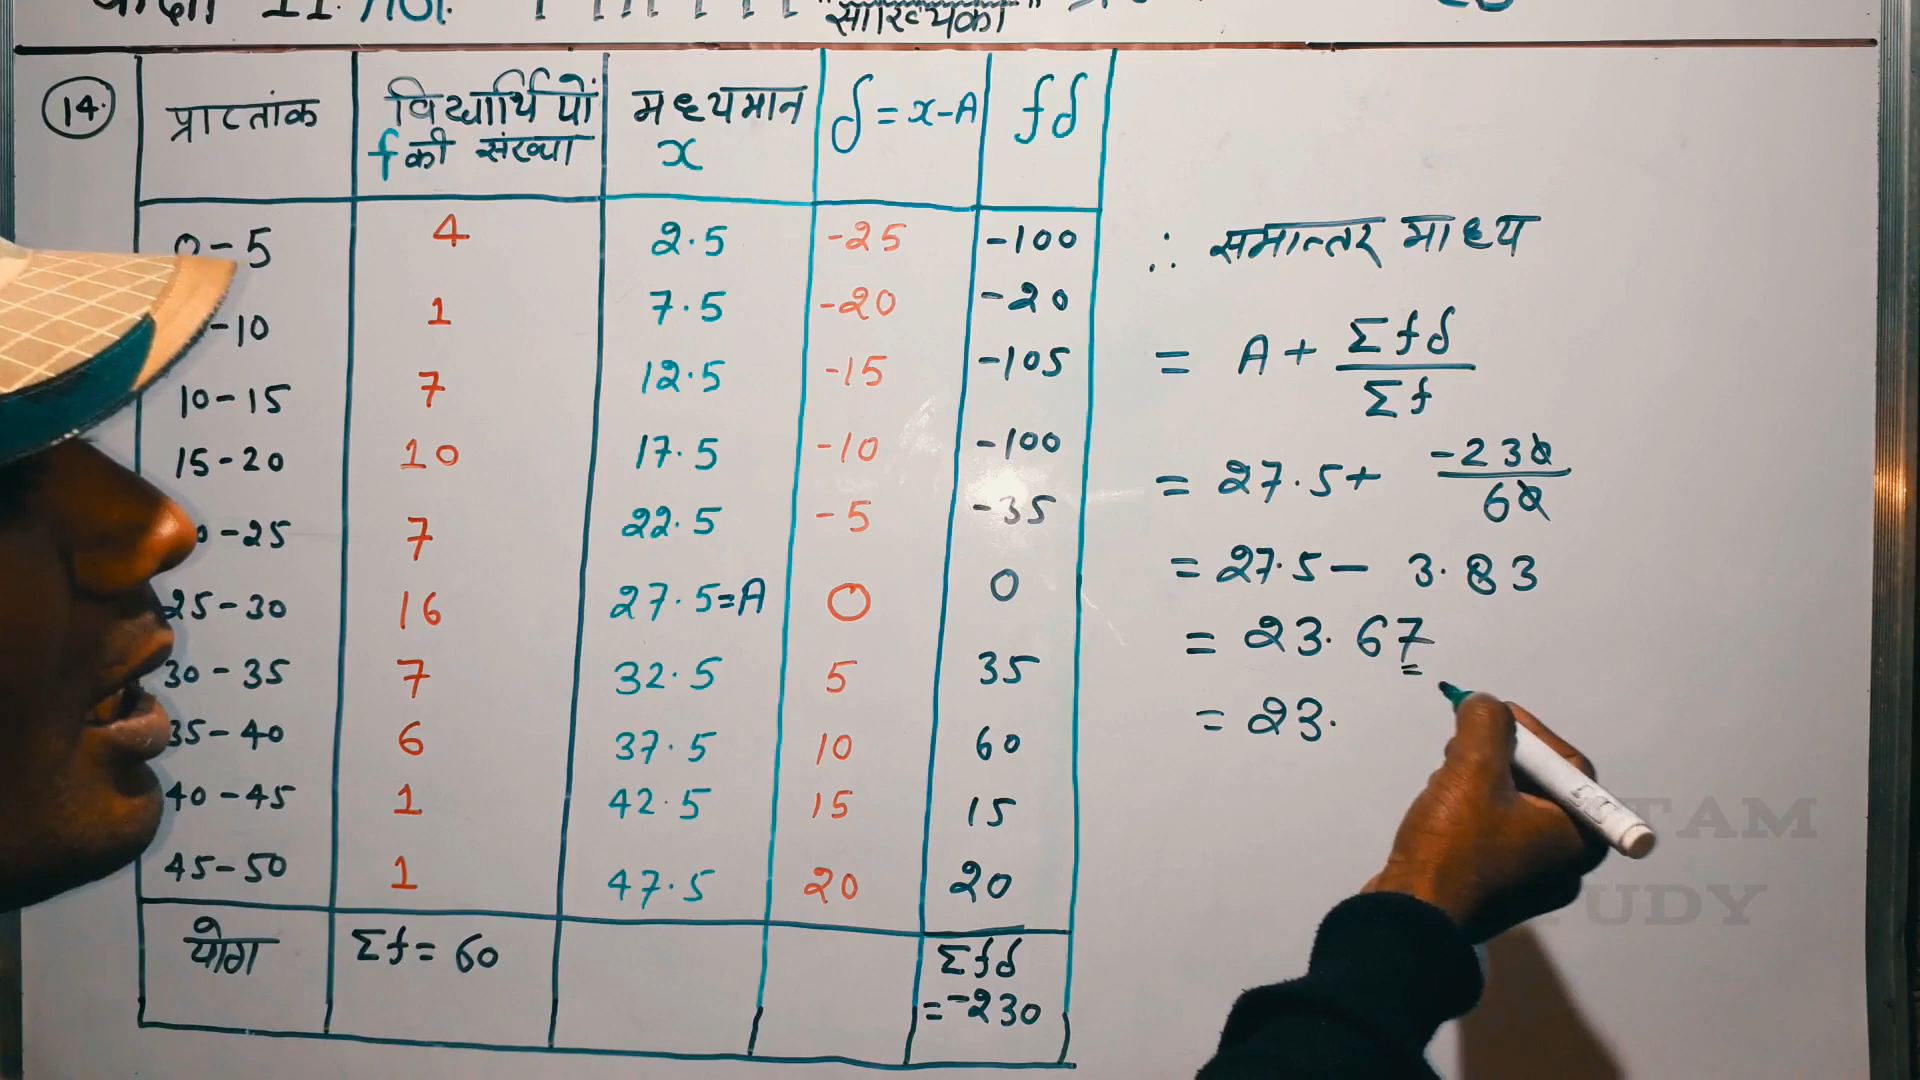 "सांख्यिकी"
14. प्राप्तांक विद्यार्थियों f की संख्या मध्यमान x δ = x-A fδ
4 2.5 -25 -100
1 7.5 -20 -20
10-15 7 12.5 -15 -105
15-20 10 17.5 -10 -100
7 22.5 -5 -35
25-30 16 27.5=A 0 0
30-35 7 32.5 5 35
35-40 6 37.5 10 60
40-45 1 42.5 15 15
45-50 1 47.5 20 20
योग Σf = 60 Σfδ = -230
∴ समान्तर माध्य
= A + Σfδ / Σf
= 27.5 + -230 / 60
= 27.5 - 3.83
= 23.67
= 23.